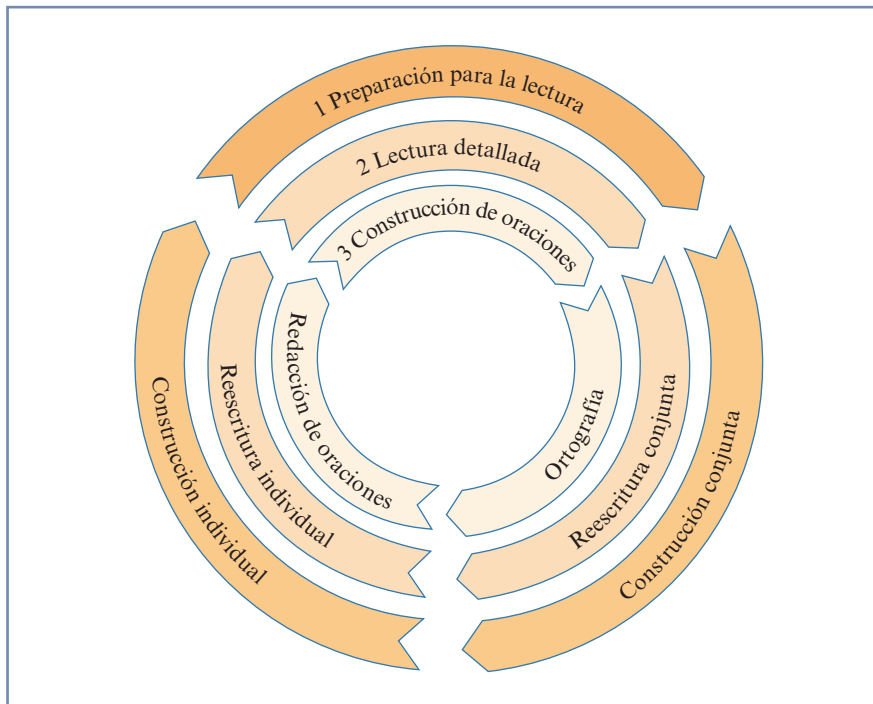 1 Preparación para la lectura
2 Lectura detallada
3 Construcción de oraciones
Construcción conjunta
Reescritura conjunta
Ortografía
Construcción individual
Reescritura individual
Redacción de oraciones